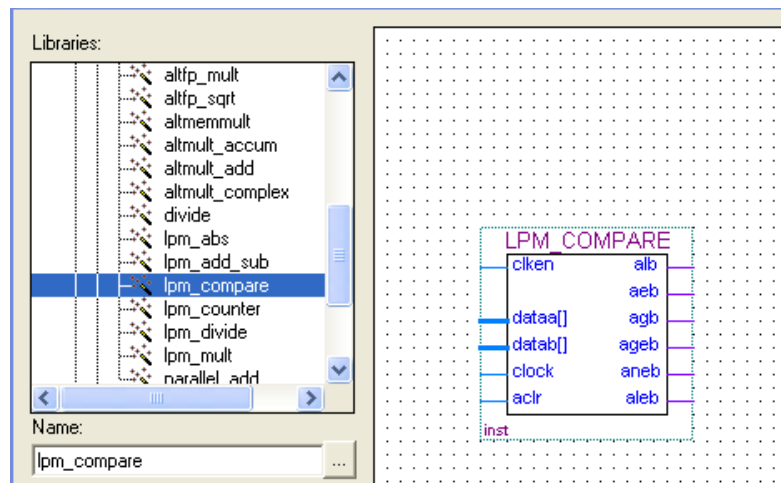 Libraries:
altfp_mult
altfp_sqrt
altmemmult
altmult_accum
altmult_add
altmult_complex
divide
lpm_abs
lpm_add_sub
lpm_compare
lpm_counter
lpm_divide
lpm_mult
parallel_add
Name:
lpm_compare
...
LPM_COMPARE
clken alb
aeb
dataa[] agb
datab[] ageb
clock aneb
aclr aleb
inst